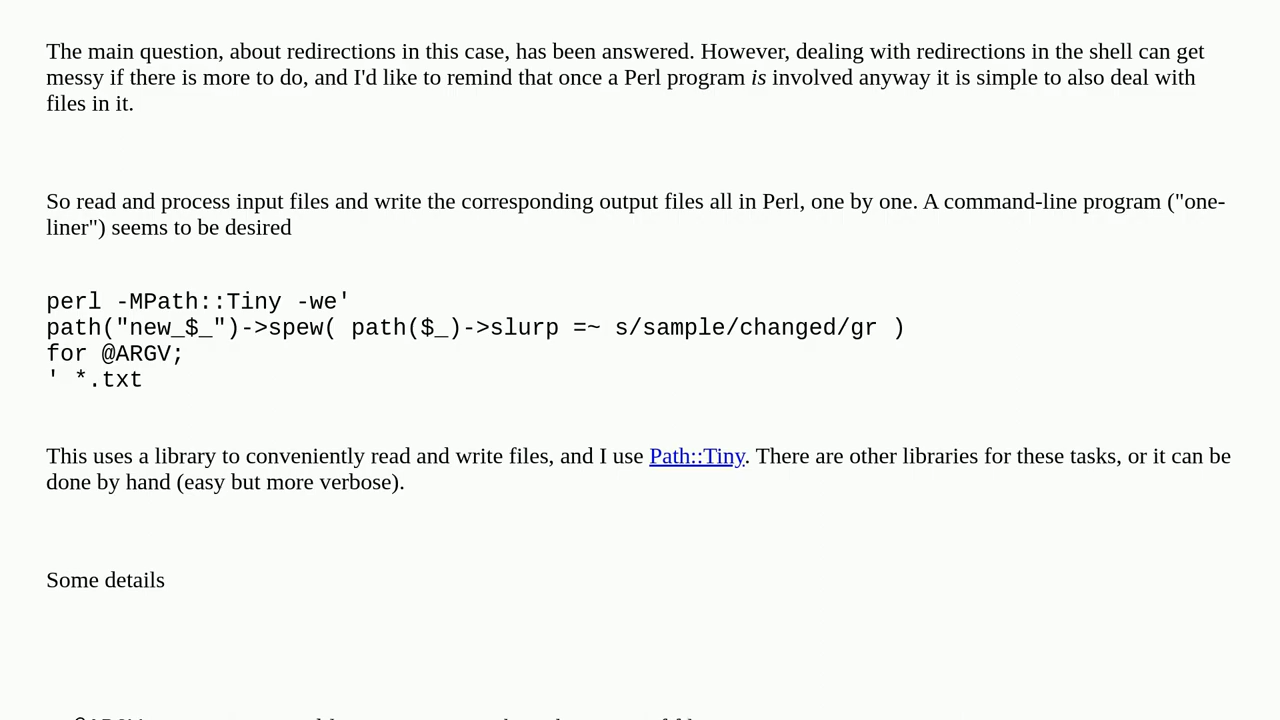 The main question, about redirections in this case, has been answered. However, dealing with redirections in the shell can get
messy if there is more to do, and I'd like to remind that once a Perl program is involved anyway it is simple to also deal with
files in it.
So read and process input files and write the corresponding output files all in Perl, one by one. A command-line program ("one-
liner") seems to be desired
perl -MPath::Tiny -we'
path("new_$_")->spew( path($_)->slurp =~ s/sample/changed/gr )
for @ARGV;
' *.txt
This uses a library to conveniently read and write files, and I use Path::Tiny. There are other libraries for these tasks, or it can be
done by hand (easy but more verbose).
Some details